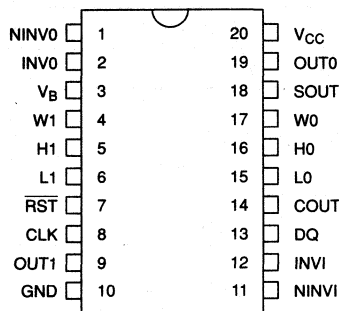 NINV0 1 20 VCC
INV0 2 19 OUT0
VB 3 18 SOUT
W1 4 17 W0
H1 5 16 H0
L1 6 15 L0
RST 7 14 COUT
CLK 8 13 DQ
OUT1 9 12 INVI
GND 10 11 NINVI